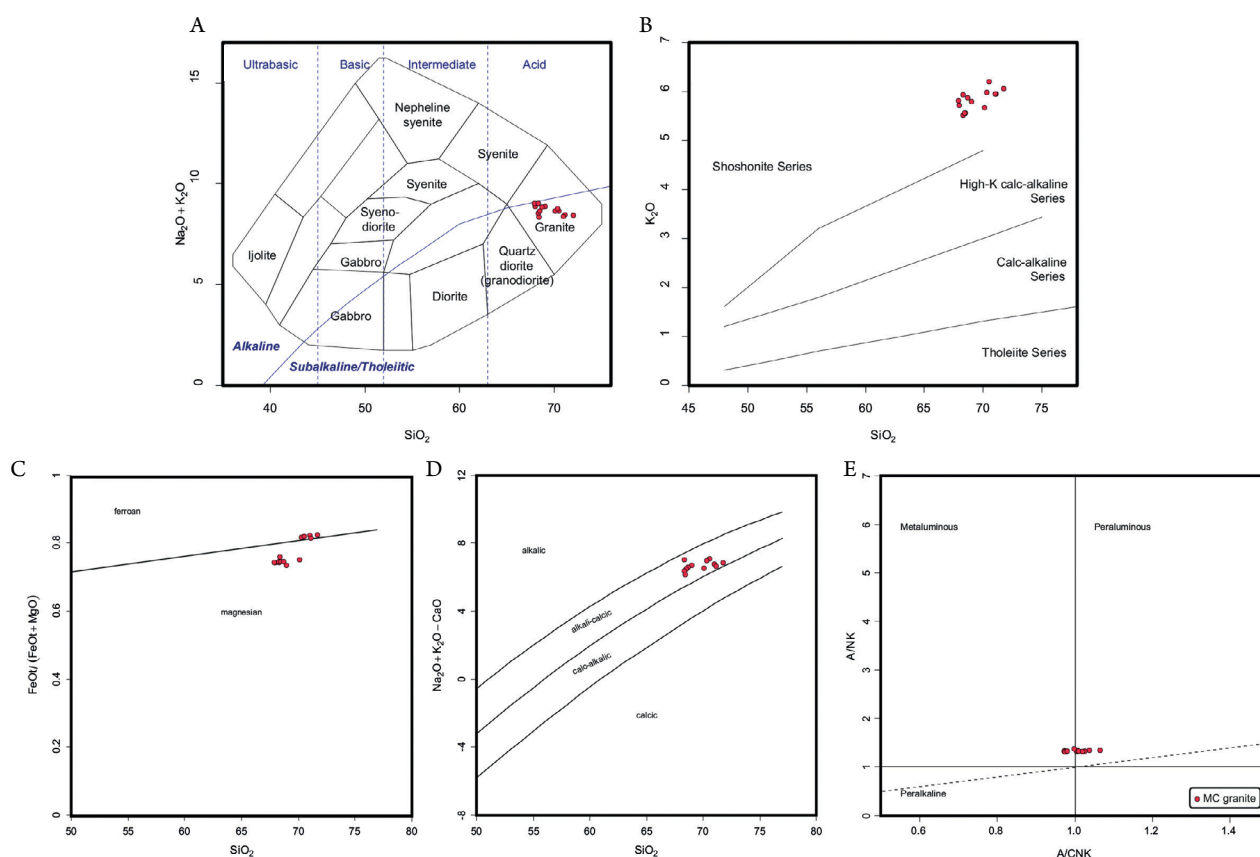 A
Ultrabasic
Basic
Intermediate
Acid
Nepheline
syenite
Syenite
Syenite
Syeno-
diorite
Ijolite
Gabbro
Granite
Quartz
diorite
(granodiorite)
Diorite
Gabbro
Alkaline
Subalkaline/Tholeiitic
Na₂O + K₂O
0
5
10
15
40
50
60
70
SiO₂
B
Shoshonite Series
High-K calc-alkaline
Series
Calc-alkaline
Series
Tholeiite Series
K₂O
0
1
2
3
4
5
6
7
45
50
55
60
65
70
75
SiO₂
C
ferroan
magnesian
FeOt/ (FeOt+MgO)
0
0.2
0.4
0.6
0.8
1
50
55
60
65
70
75
80
SiO₂
D
alkalic
alkali-calcic
calc-alkalic
calcic
Na₂O + K₂O − CaO
-8
-4
0
4
8
12
50
55
60
65
70
75
80
SiO₂
E
Metaluminous
Peraluminous
Peralkaline
MC granite
A/NK
0
1
2
3
4
5
6
7
0.6
0.8
1.0
1.2
1.4
A/CNK